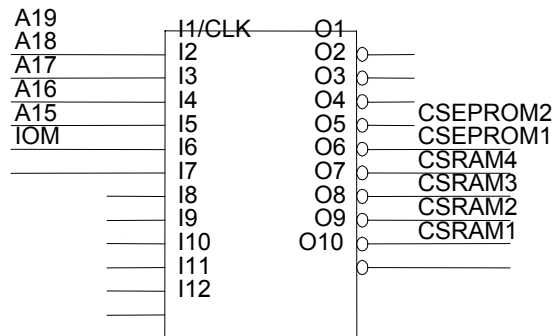 A19
I1/CLK O1
A18
I2 O2
A17
I3 O3
A16
I4 O4
A15
I5 O5 CSEPROM2
IOM
I6 O6 CSEPROM1
I7 O7 CSRAM4
I8 O8 CSRAM3
I9 O9 CSRAM2
I10 O10 CSRAM1
I11
I12